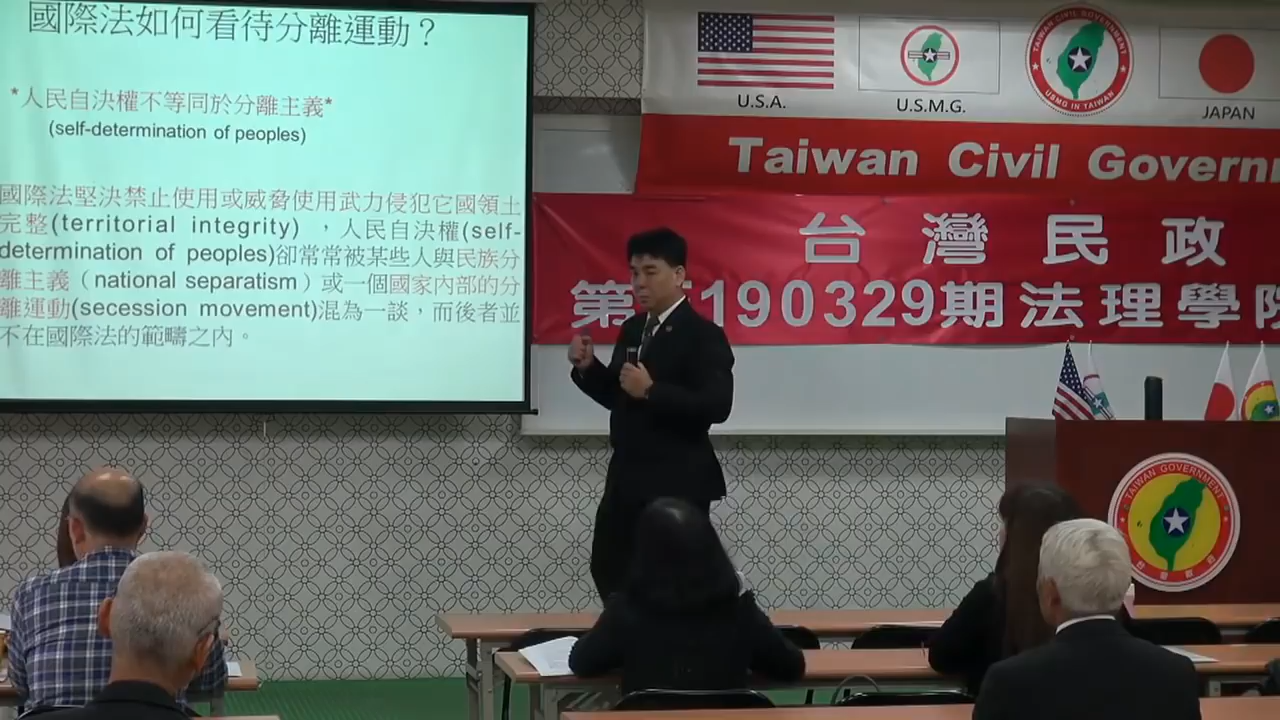 國際法如何看待分離運動？
*人民自決權不等同於分離主義*
(self-determination of peoples)
國際法堅決禁止使用或威脅使用武力侵犯它國領土
完整(territorial integrity) ，人民自決權(self-
determination of peoples)卻常常被某些人與民族分
離主義（national separatism）或一個國家內部的分
離運動(secession movement)混為一談，而後者並
不在國際法的範疇之內。
U.S.A.
U.S.M.G.
TAIWAN CIVIL GOVERNMENT
USMG IN TAIWAN
JAPAN
Taiwan Civil Governm
台灣民政
第T190329期法理學院
TAIWAN GOVERNMENT